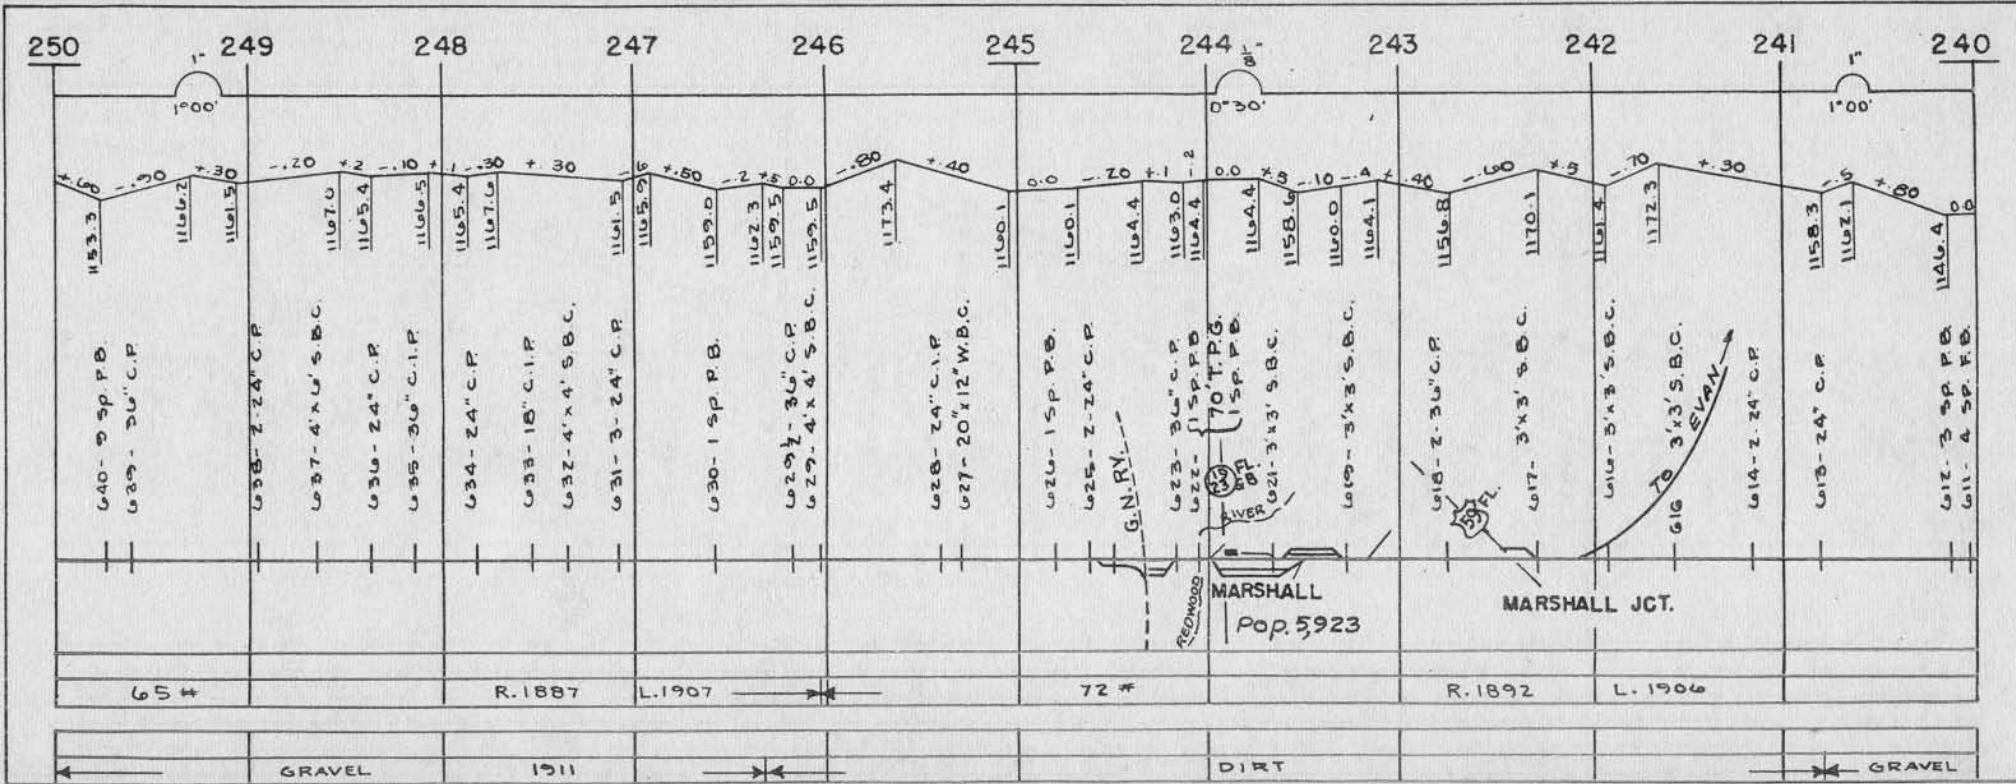 250 249 248 247 246 245 244 243 242 241 240
1° 8 1/2" 1"
1°00' 0°30' 1°00'
+.60 -.90 +.30 -.20 +.2 -.10 +.1 -.30 +.30 -.6 +.50 -.2 +.5 0.0 -.80 +.40 0.0 -.20 +.1 -.2 0.0 +.8 -.10 -.4 +.40 -.60 +.5 -.70 +.30 -.5 +.80 0.0
1153.3
1166.2
1161.5
1167.0
1165.4
1166.5
1165.4
1167.6
1161.5
1165.9
1159.0
1162.3
1159.5
1159.5
1173.4
1160.1
1160.1
1164.4
1163.0
1164.4
1164.4
1158.6
1160.0
1164.1
1156.8
1170.1
1161.4
1172.3
1158.3
1162.1
1146.4
640-9 Sp. P.B.
639-36" C.P.
638-2-24" C.P.
637-4'x6' S.B.C.
636-24" C.P.
635-36" C.I.P.
634-24" C.P.
633-18" C.I.P.
632-4'x4' S.B.C.
631-3-24" C.P.
630-1 Sp. P.B.
629½-36" C.P.
629-4'x4' S.B.C.
628-24" C.I.P.
627-20"x12" W.B.C.
626-1 Sp. P.B.
625-2-24" C.P.
G.N. RY.
623-36" C.P.
622-
1 Sp. P.B
70' T.P.G.
1 Sp. P.B.
621-3'x3' S.B.C.
619-3'x3' S.B.C.
618-2-36" C.P.
59 FL.
617-3'x3' S.B.C.
616-3'x3' S.B.C.
616 3'x3' S.B.C.
TO EVAN
614-2-24" C.P.
613-24" C.P.
612-3 Sp. P.B.
611-4 Sp. P.B.
REDWOOD RIVER
MARSHALL
Pop. 5,923
MARSHALL JCT.
65# R.1887 L.1907 72# R.1892 L.1906
GRAVEL 1911 DIRT GRAVEL